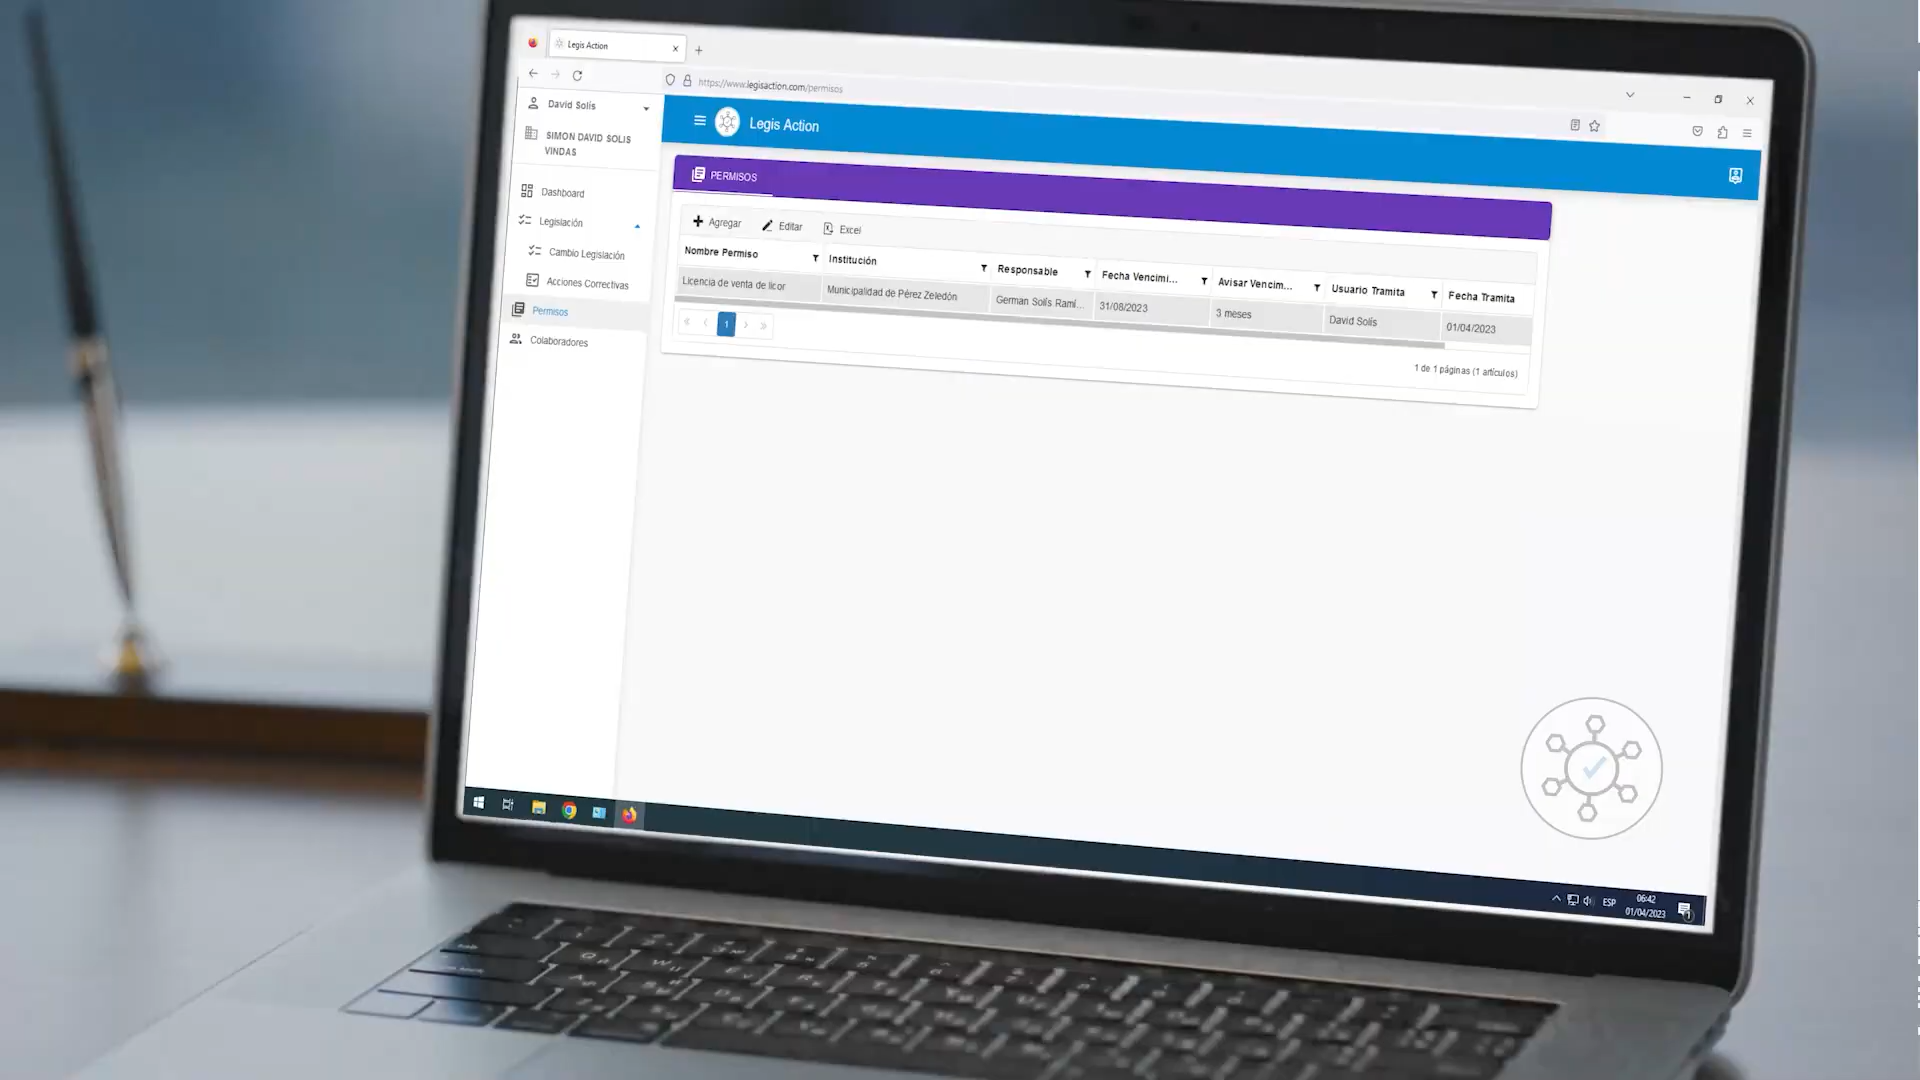 Legis Action
https://www.legisaction.com/permisos
David Solís
SIMON DAVID SOLIS
VINDAS
Dashboard
Legislación
Cambio Legislación
Acciones Correctivas
Permisos
Colaboradores
Legis Action
PERMISOS
Agregar Editar Excel
Nombre Permiso Institución Responsable Fecha Vencimi... Avisar Vencim... Usuario Tramita Fecha Tramita
Licencia de venta de licor Municipalidad de Pérez Zeledón German Solís Ramí... 31/08/2023 3 meses David Solís 01/04/2023
1
1 de 1 páginas (1 artículos)
ESP
06:42
01/04/2023
1